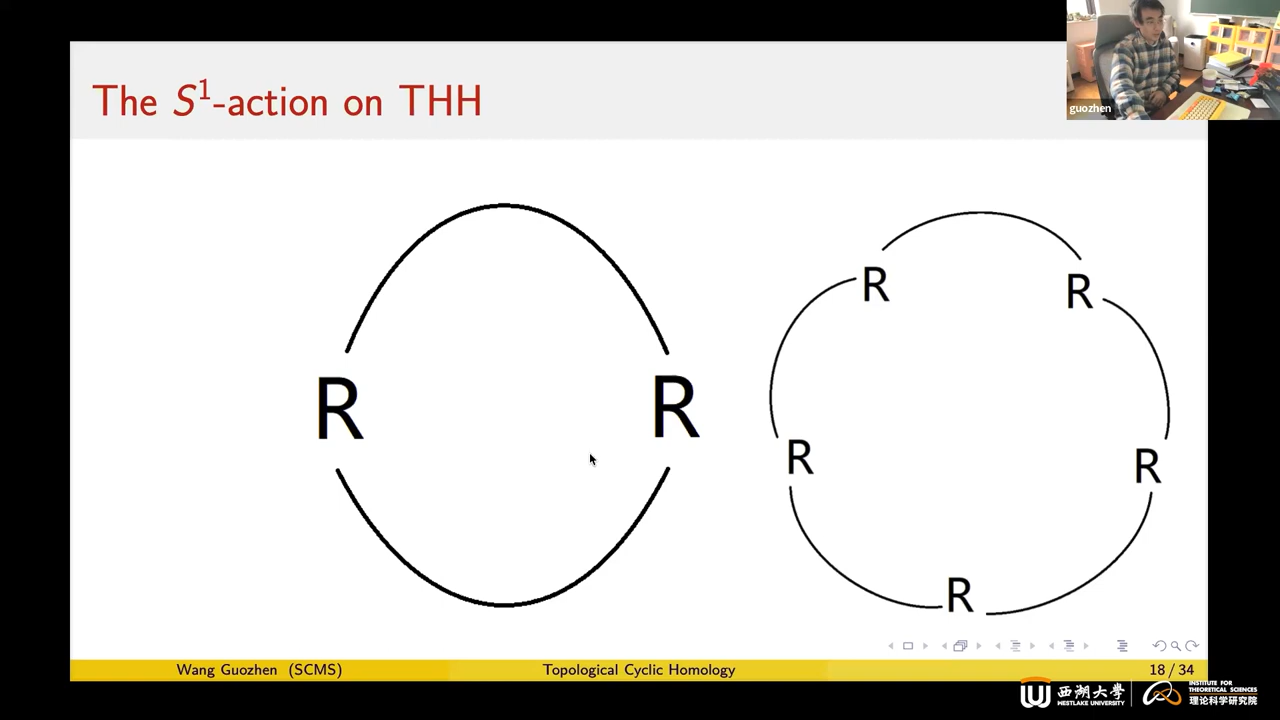 The S¹-action on THH
guozhen
R R
R R
R R
R
Wang Guozhen (SCMS) Topological Cyclic Homology 18 / 34
西湖大学
WESTLAKE UNIVERSITY
INSTITUTE FOR
THEORETICAL SCIENCES
理论科学研究院